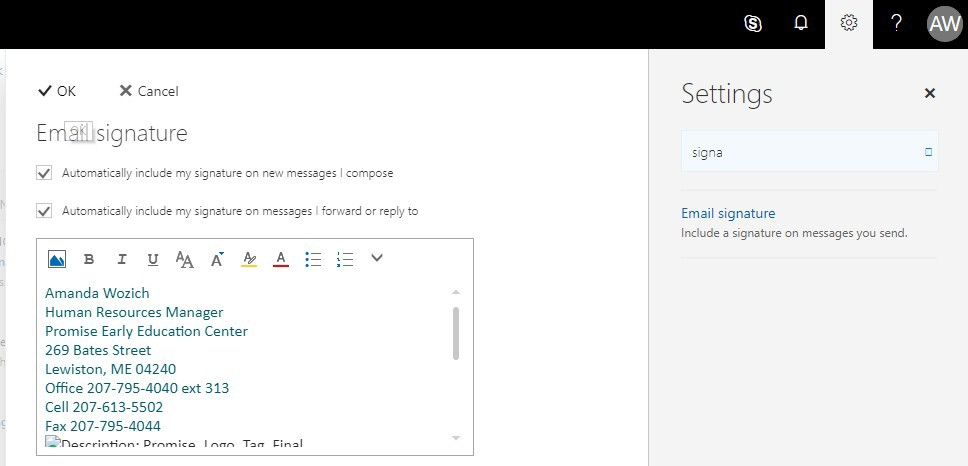 AW
OK
Cancel
Settings
Email signature
OK
signa
Automatically include my signature on new messages I compose
Automatically include my signature on messages I forward or reply to
Email signature
Include a signature on messages you send.
B I U AA A A A
Amanda Wozich
Human Resources Manager
Promise Early Education Center
269 Bates Street
Lewiston, ME 04240
Office 207-795-4040 ext 313
Cell 207-613-5502
Fax 207-795-4044
Description: Promise_Logo_Tag_Final